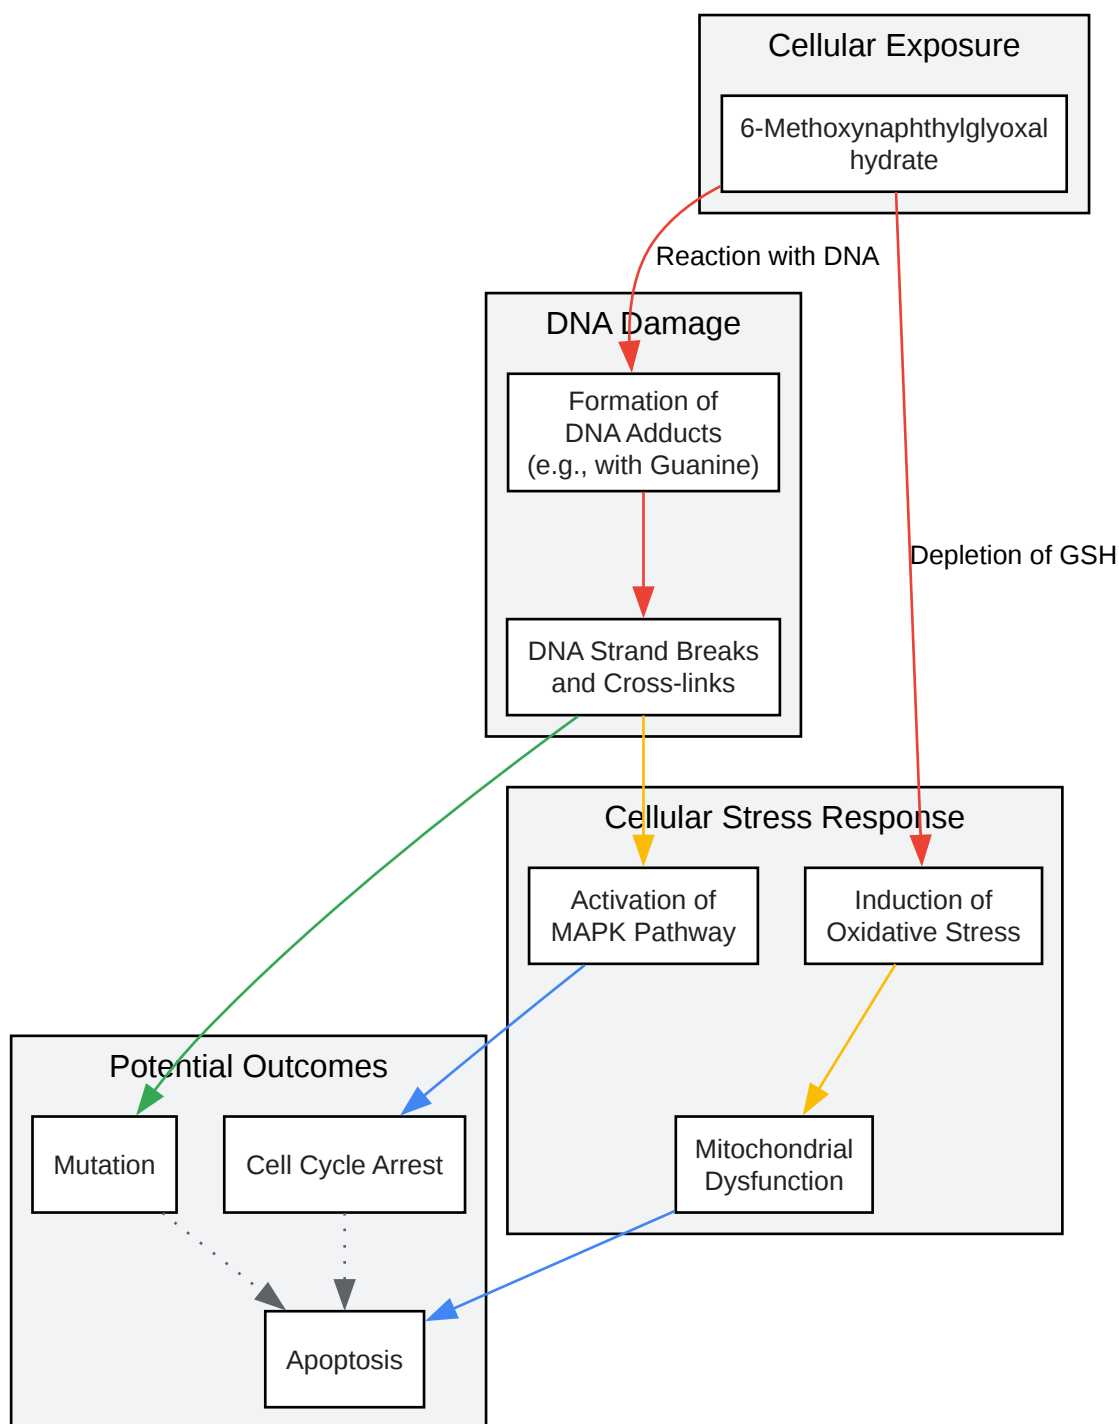 Cellular Exposure
6-Methoxynaphthylglyoxal
hydrate
Reaction with DNA
DNA Damage
Formation of
DNA Adducts
(e.g., with Guanine)
Depletion of GSH
DNA Strand Breaks
and Cross-links
Cellular Stress Response
Activation of
MAPK Pathway
Induction of
Oxidative Stress
Potential Outcomes
Mutation
Cell Cycle Arrest
Mitochondrial
Dysfunction
Apoptosis